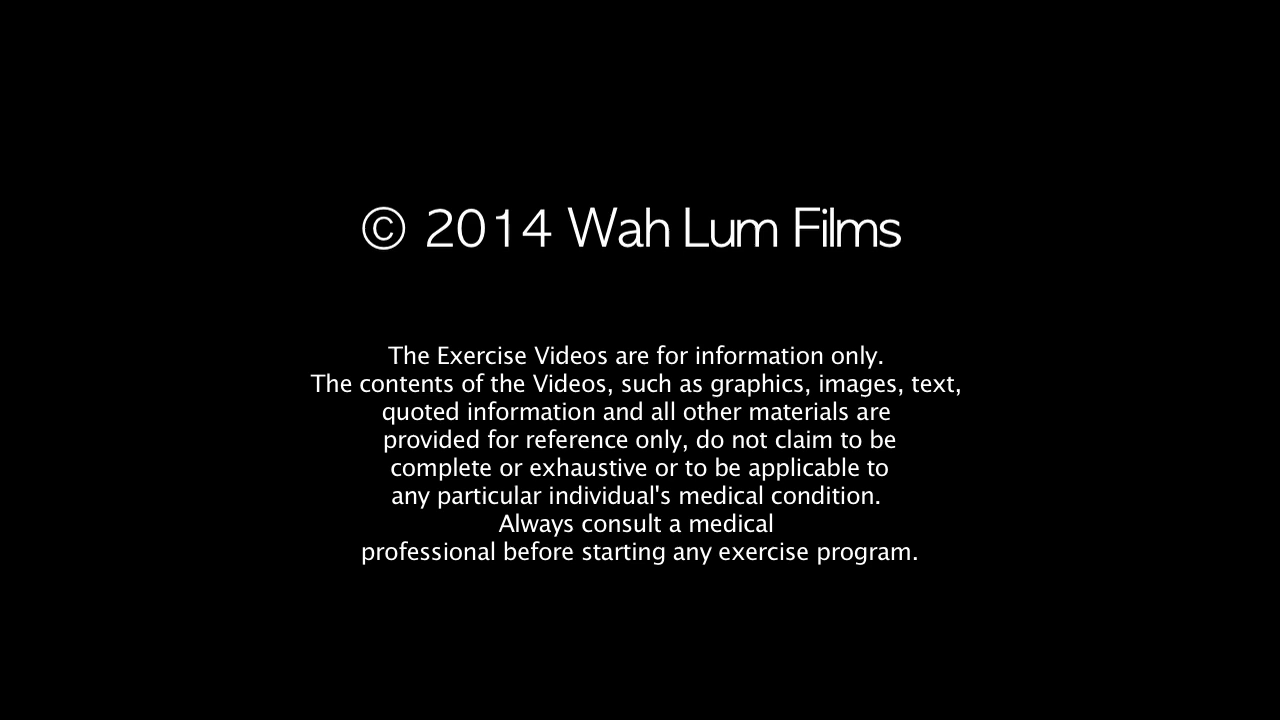 © 2014 Wah Lum Films
The Exercise Videos are for information only.
The contents of the Videos, such as graphics, images, text,
quoted information and all other materials are
provided for reference only, do not claim to be
complete or exhaustive or to be applicable to
any particular individual's medical condition.
Always consult a medical
professional before starting any exercise program.